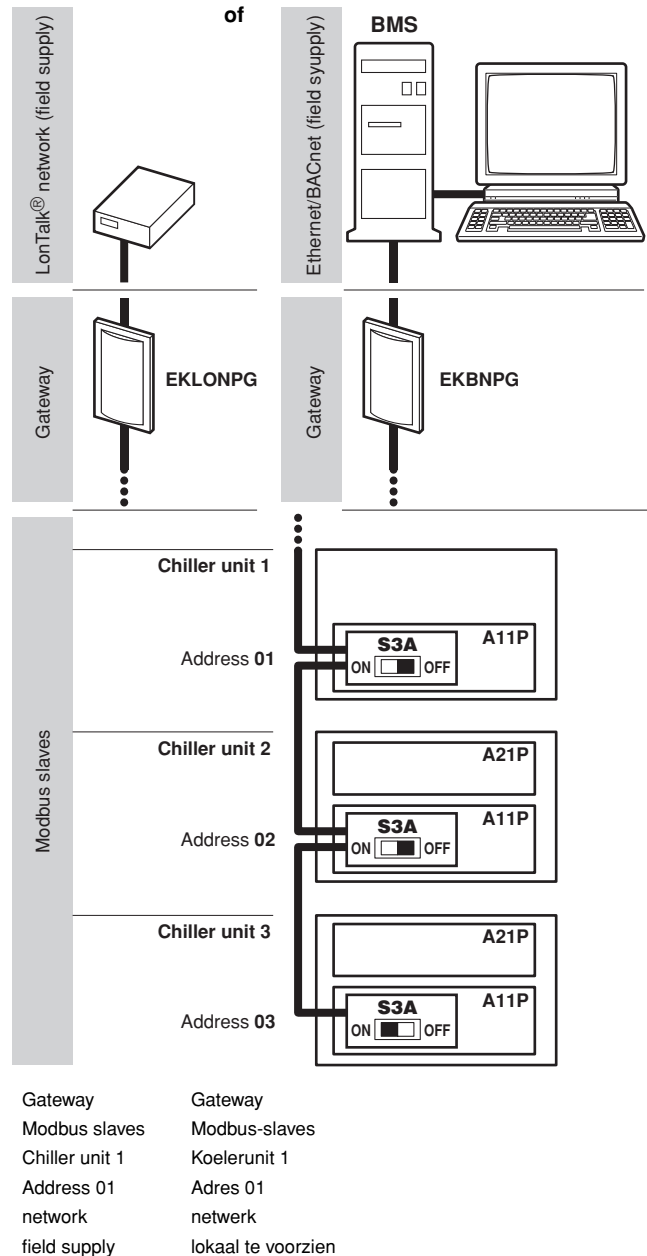 of
BMS
LonTalk® network (field supply)
Ethernet/BACnet (field syupply)
Gateway
EKLONPG
Gateway
EKBNPG
Modbus slaves
Chiller unit 1
A11P
S3A
ON OFF
Address 01
Chiller unit 2
A21P
A11P
S3A
ON OFF
Address 02
Chiller unit 3
A21P
A11P
S3A
ON OFF
Address 03
Gateway Gateway
Modbus slaves Modbus-slaves
Chiller unit 1 Koelerunit 1
Address 01 Adres 01
network netwerk
field supply lokaal te voorzien